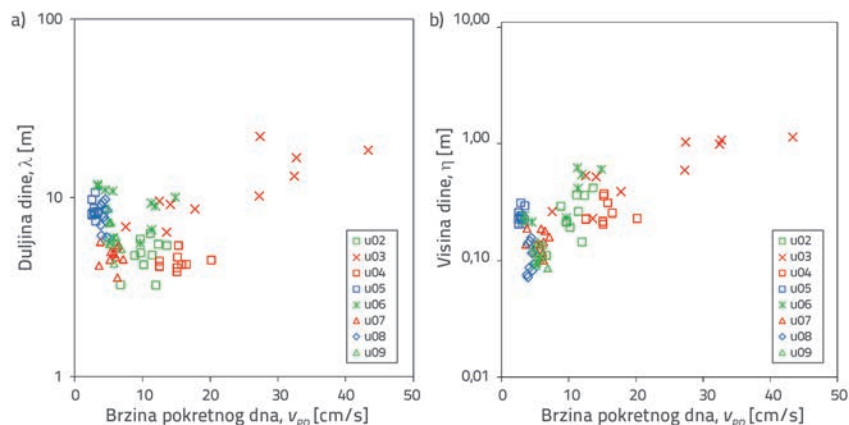 a)
100
10
1
Duljina dine, λ [m]
0
10
20
30
40
50
Brzina pokretnog dna, v_PD [cm/s]
u02
u03
u04
u05
u06
u07
u08
u09
b)
10,00
1,00
0,10
0,01
Visina dine, η [m]
0
10
20
30
40
50
Brzina pokretnog dna, v_PD [cm/s]
u02
u03
u04
u05
u06
u07
u08
u09